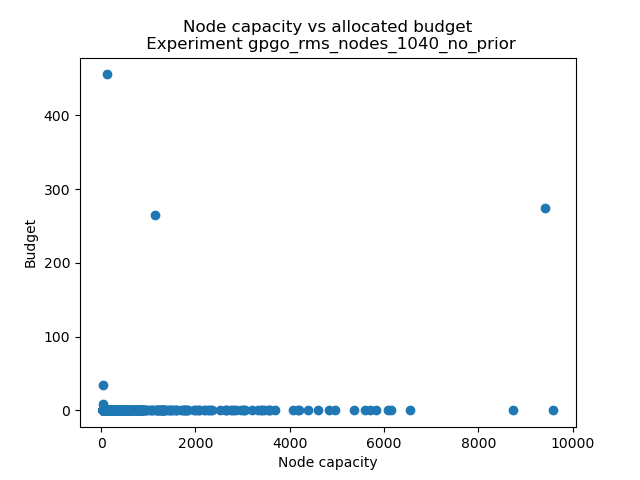 Node capacity vs allocated budget
Experiment gpgo_rms_nodes_1040_no_prior
Budget
400
300
200
100
0
0 2000 4000 6000 8000 10000
Node capacity